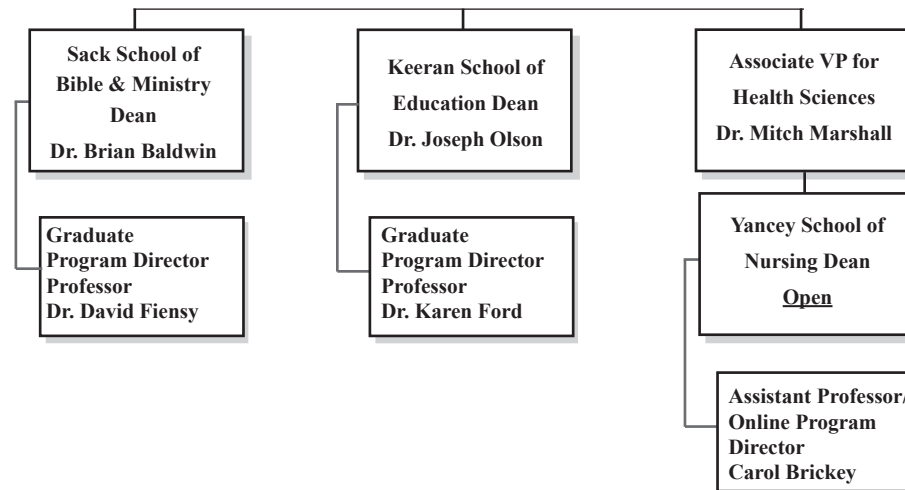 Sack School of
Bible & Ministry
Dean
Dr. Brian Baldwin
Graduate
Program Director
Professor
Dr. David Fiensy
Keeran School of
Education Dean
Dr. Joseph Olson
Graduate
Program Director
Professor
Dr. Karen Ford
Associate VP for
Health Sciences
Dr. Mitch Marshall
Yancey School of
Nursing Dean
Open
Assistant Professor/
Online Program
Director
Carol Brickey